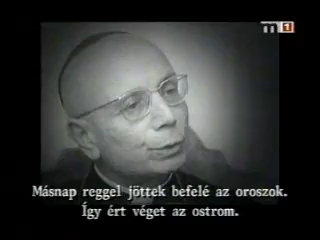 m1
Másnap reggel jöttek befelé az oroszok.
Így ért véget az ostrom.